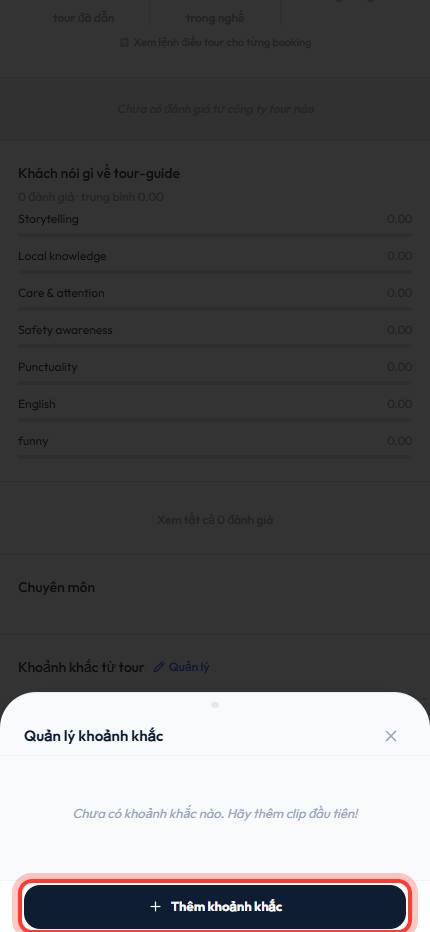 tour đã dẫn
trong nghề
Xem lệnh điều tour cho từng booking
Chưa có đánh giá từ công ty tour nào
Khách nói gì về tour-guide
0 đánh giá · trung bình 0.00
Storytelling 0.00
Local knowledge 0.00
Care & attention 0.00
Safety awareness 0.00
Punctuality 0.00
English 0.00
funny 0.00
Xem tất cả 0 đánh giá
Chuyên môn
Khoảnh khắc từ tour Quản lý
Quản lý khoảnh khắc
Chưa có khoảnh khắc nào. Hãy thêm clip đầu tiên!
Thêm khoảnh khắc